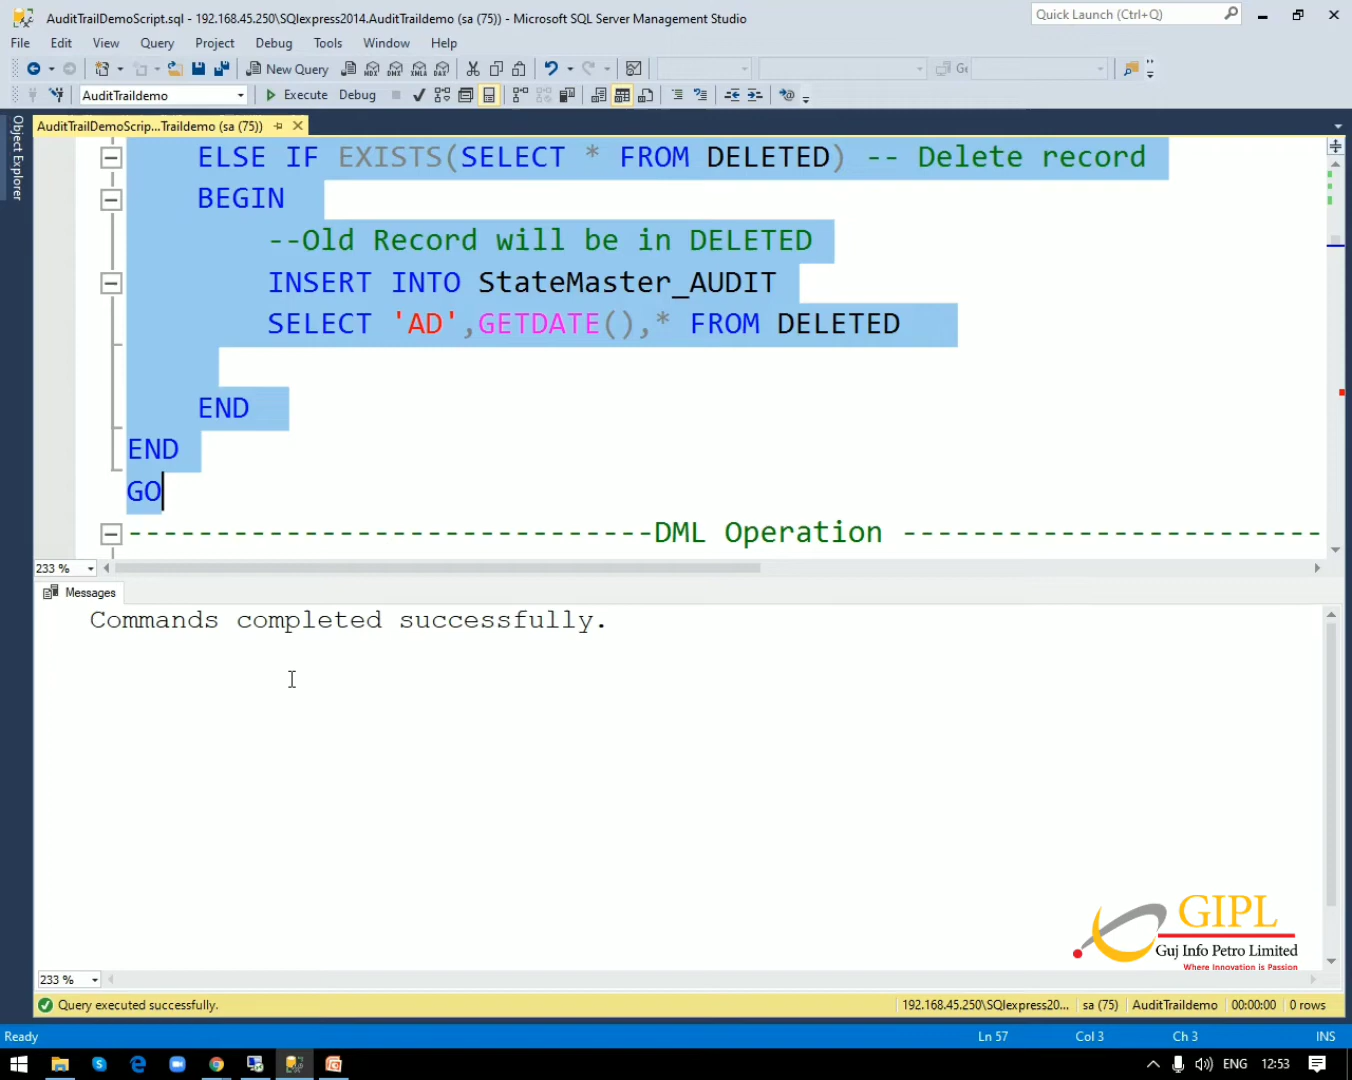 AuditTrailDemoScript.sql - 192.168.45.250\SQlexpress2014.AuditTraildemo (sa (75)) - Microsoft SQL Server Management Studio
Quick Launch (Ctrl+Q)
File Edit View Query Project Debug Tools Window Help
New Query
AuditTraildemo Execute Debug
AuditTrailDemoScrip...Traildemo (sa (75))
Object Explorer
ELSE IF EXISTS(SELECT * FROM DELETED) -- Delete record
BEGIN
--Old Record will be in DELETED
INSERT INTO StateMaster_AUDIT
SELECT 'AD',GETDATE(),* FROM DELETED
END
END
GO
------------------------------DML Operation ------------------------
233 %
Messages
Commands completed successfully.
GIPL
Guj Info Petro Limited
Where Innovation is Passion
233 %
Query executed successfully. 192.168.45.250\SQlexpress20... sa (75) AuditTraildemo 00:00:00 0 rows
Ready Ln 57 Col 3 Ch 3 INS
ENG 12:53